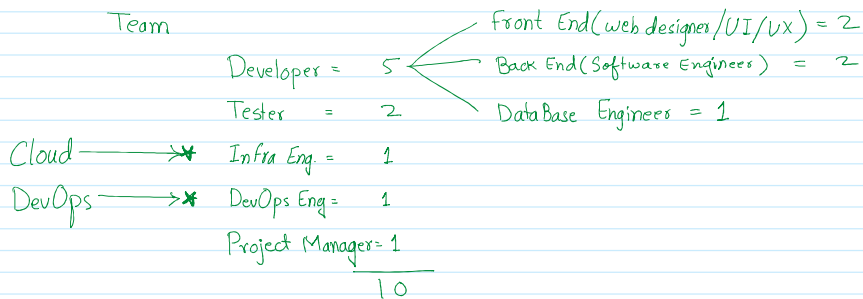 Team
Front End (web designer/UI/UX) = 2
Developer = 5
Back End (Software Engineer) = 2
Tester = 2
DataBase Engineer = 1
Cloud
Infra Eng. = 1
DevOps
DevOps Eng = 1
Project Manager = 1
10